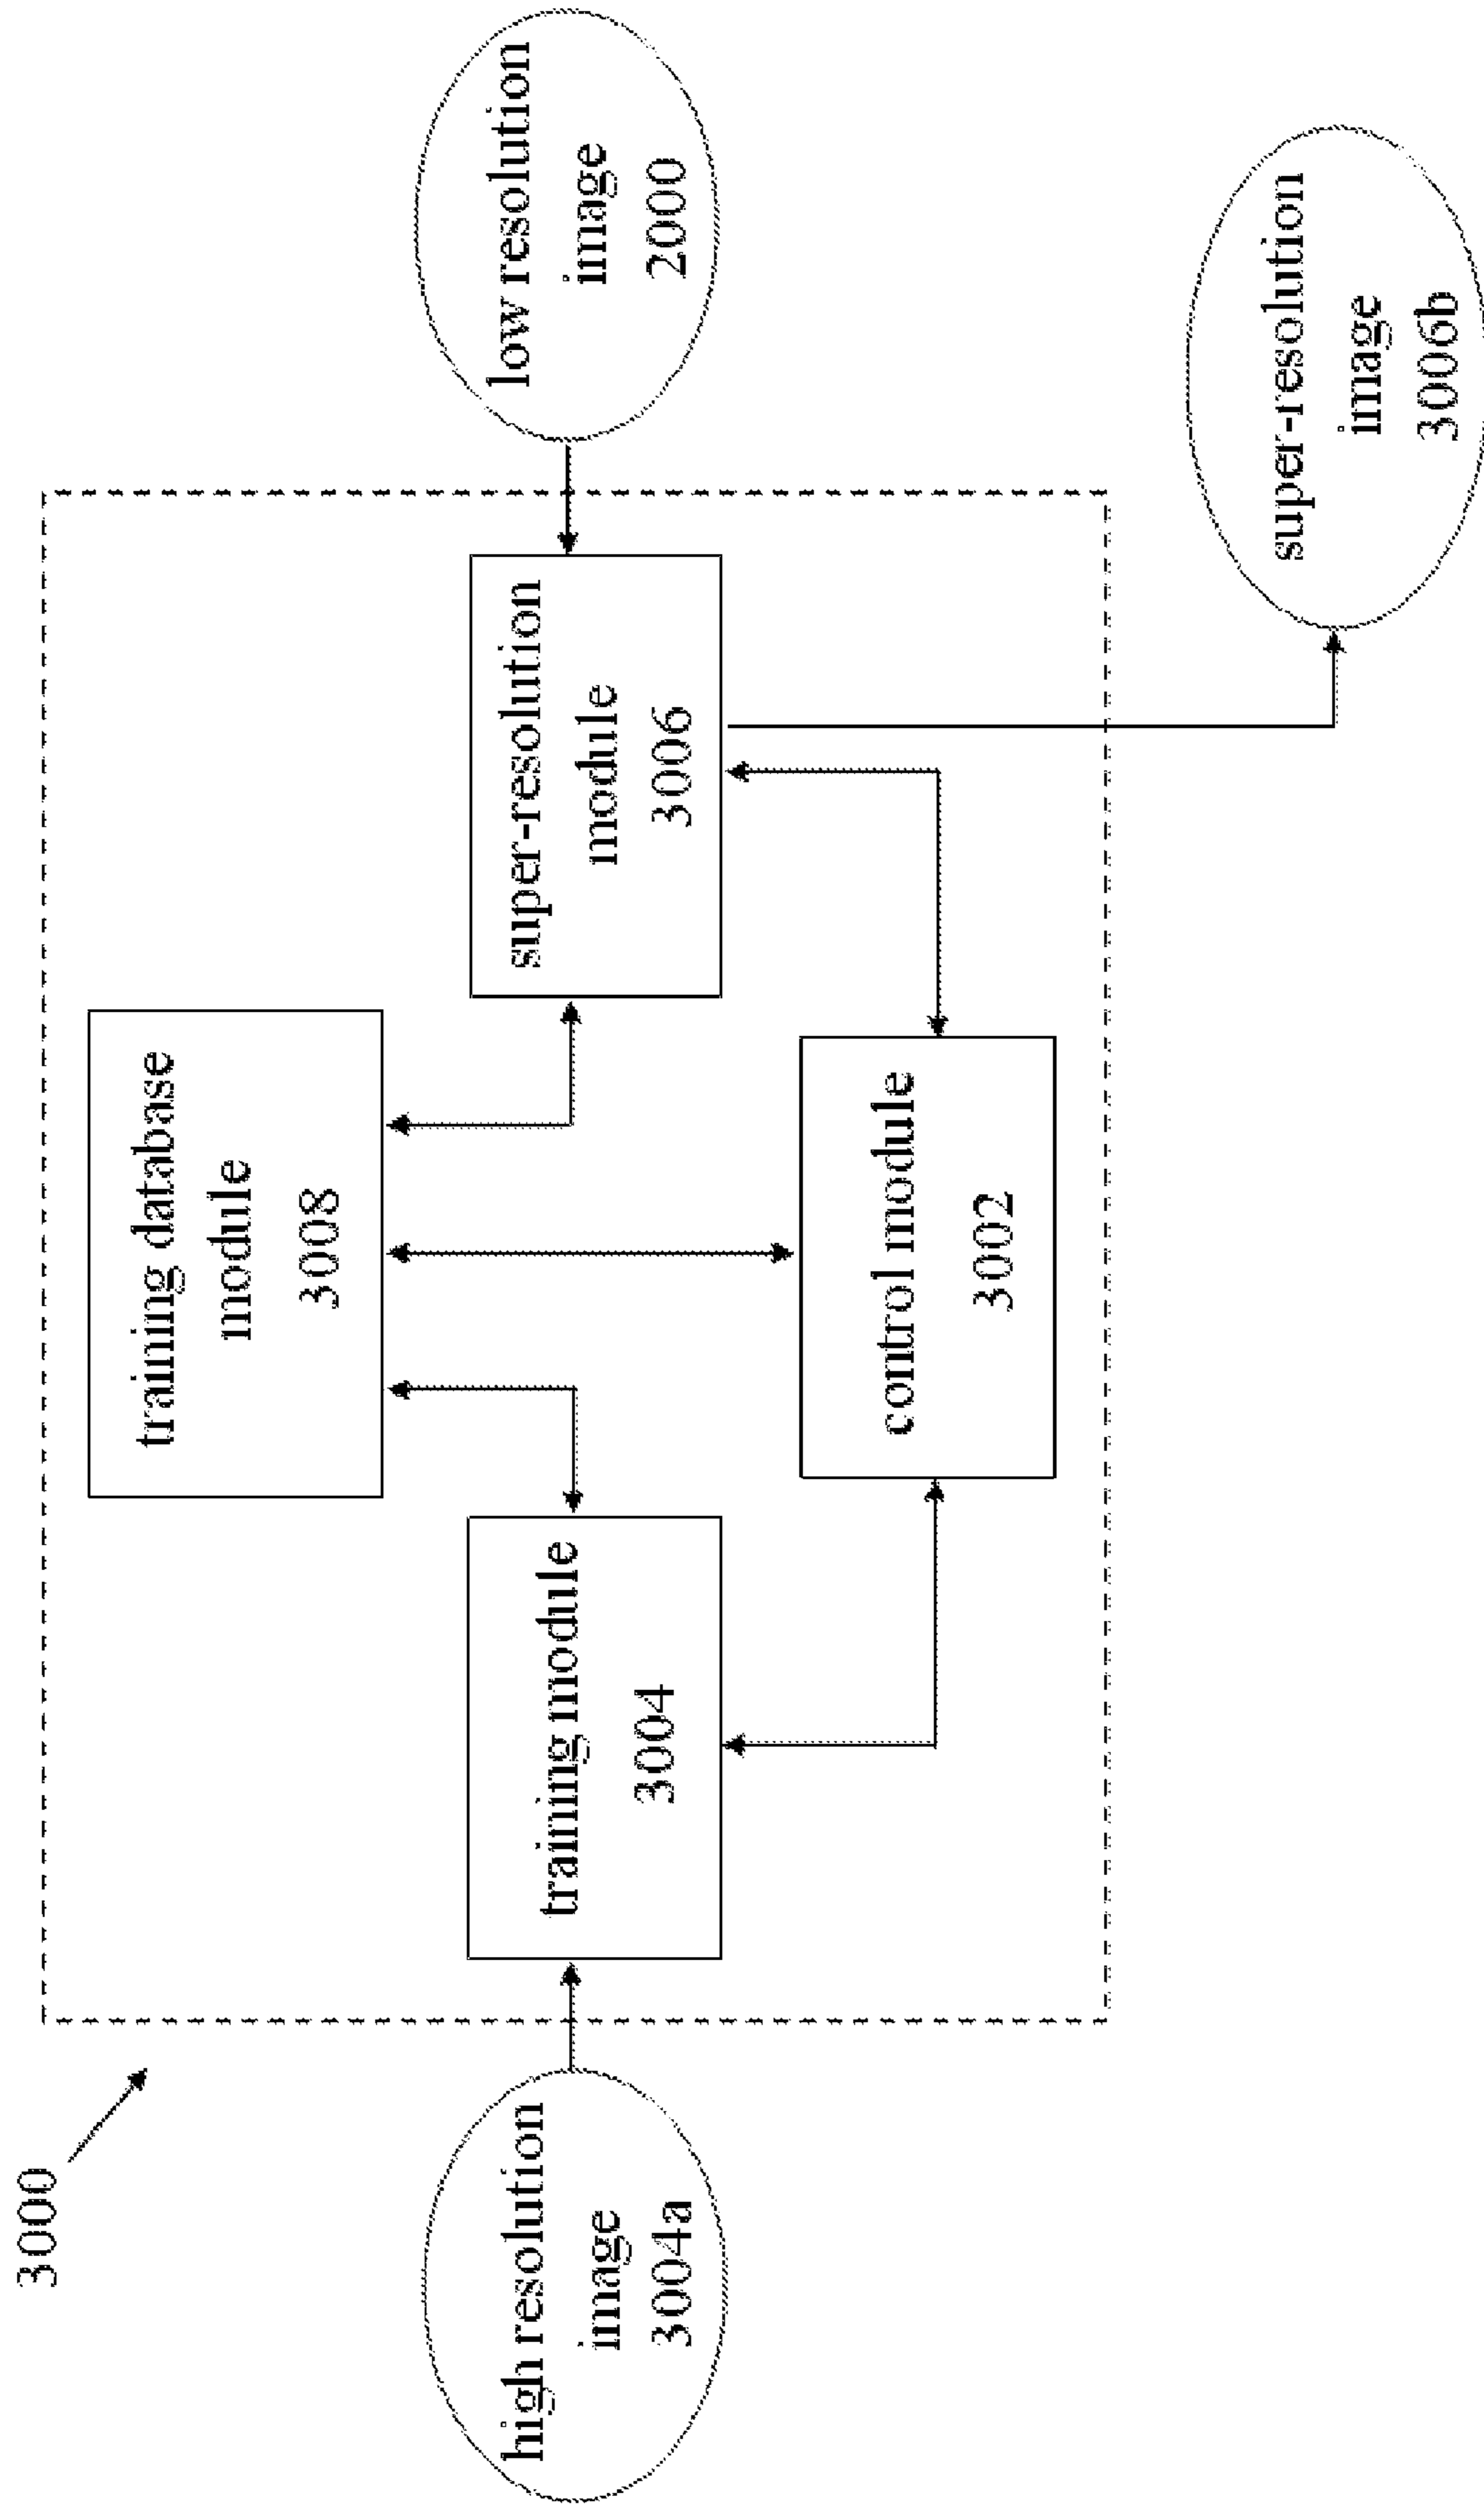 3000
training database
module
3008
high resolution
image
3004a
training module
3004
super-resolution
module
3006
low resolution
image
2000
control module
3002
super-resolution
image
3006b